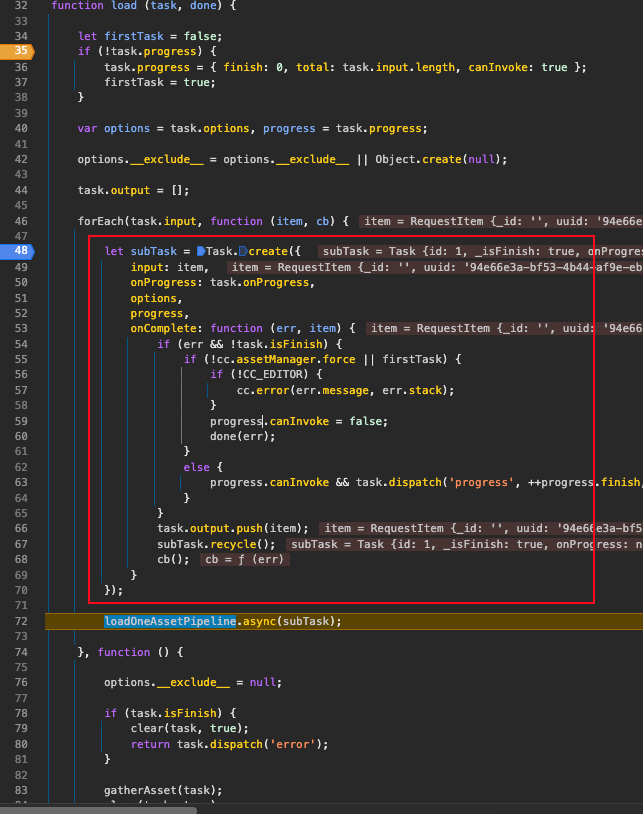 32 function load (task, done) {
33
34 let firstTask = false;
35 if (!task.progress) {
36 task.progress = { finish: 0, total: task.input.length, canInvoke: true };
37 firstTask = true;
38 }
39
40 var options = task.options, progress = task.progress;
41
42 options.__exclude__ = options.__exclude__ || Object.create(null);
43
44 task.output = [];
45
46 forEach(task.input, function (item, cb) { item = RequestItem {_id: '', uuid: '94e66e
47
48 let subTask = Task.create({ subTask = Task {id: 1, _isFinish: true, onProgres
49 input: item, item = RequestItem {_id: '', uuid: '94e66e3a-bf53-4b44-af9e-eb
50 onProgress: task.onProgress,
51 options,
52 progress,
53 onComplete: function (err, item) { item = RequestItem {_id: '', uuid: '94e66
54 if (err && !task.isFinish) {
55 if (!cc.assetManager.force || firstTask) {
56 if (!CC_EDITOR) {
57 cc.error(err.message, err.stack);
58 }
59 progress.canInvoke = false;
60 done(err);
61 }
62 else {
63 progress.canInvoke && task.dispatch('progress', ++progress.finish,
64 }
65 }
66 task.output.push(item); item = RequestItem {_id: '', uuid: '94e66e3a-bf5
67 subTask.recycle(); subTask = Task {id: 1, _isFinish: true, onProgress: n
68 cb(); cb = ƒ (err)
69 }
70 });
71
72 loadOneAssetPipeline.async(subTask);
73
74 }, function () {
75
76 options.__exclude__ = null;
77
78 if (task.isFinish) {
79 clear(task, true);
80 return task.dispatch('error');
81 }
82
83 gatherAsset(task);